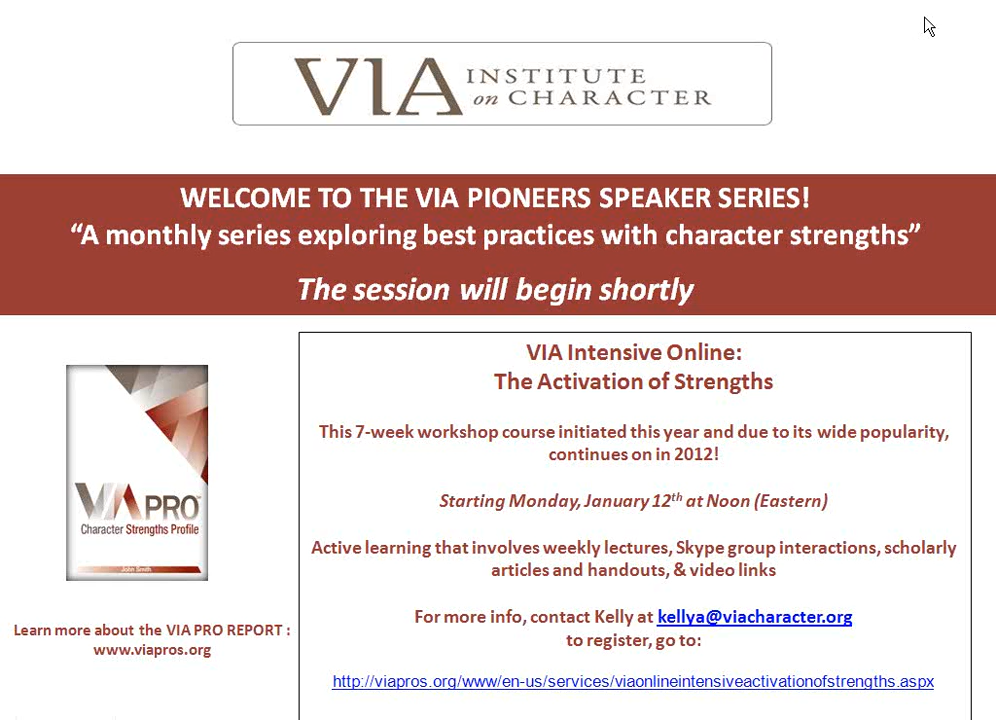 VIA INSTITUTE
on CHARACTER
WELCOME TO THE VIA PIONEERS SPEAKER SERIES!
“A monthly series exploring best practices with character strengths”
The session will begin shortly
VIA PRO™
Character Strengths Profile
John Smith
Learn more about the VIA PRO REPORT :
www.viapros.org
VIA Intensive Online:
The Activation of Strengths
This 7-week workshop course initiated this year and due to its wide popularity,
continues on in 2012!
Starting Monday, January 12th at Noon (Eastern)
Active learning that involves weekly lectures, Skype group interactions, scholarly
articles and handouts, & video links
For more info, contact Kelly at kellya@viacharacter.org
to register, go to:
http://viapros.org/www/en-us/services/viaonlineintensiveactivationofstrengths.aspx